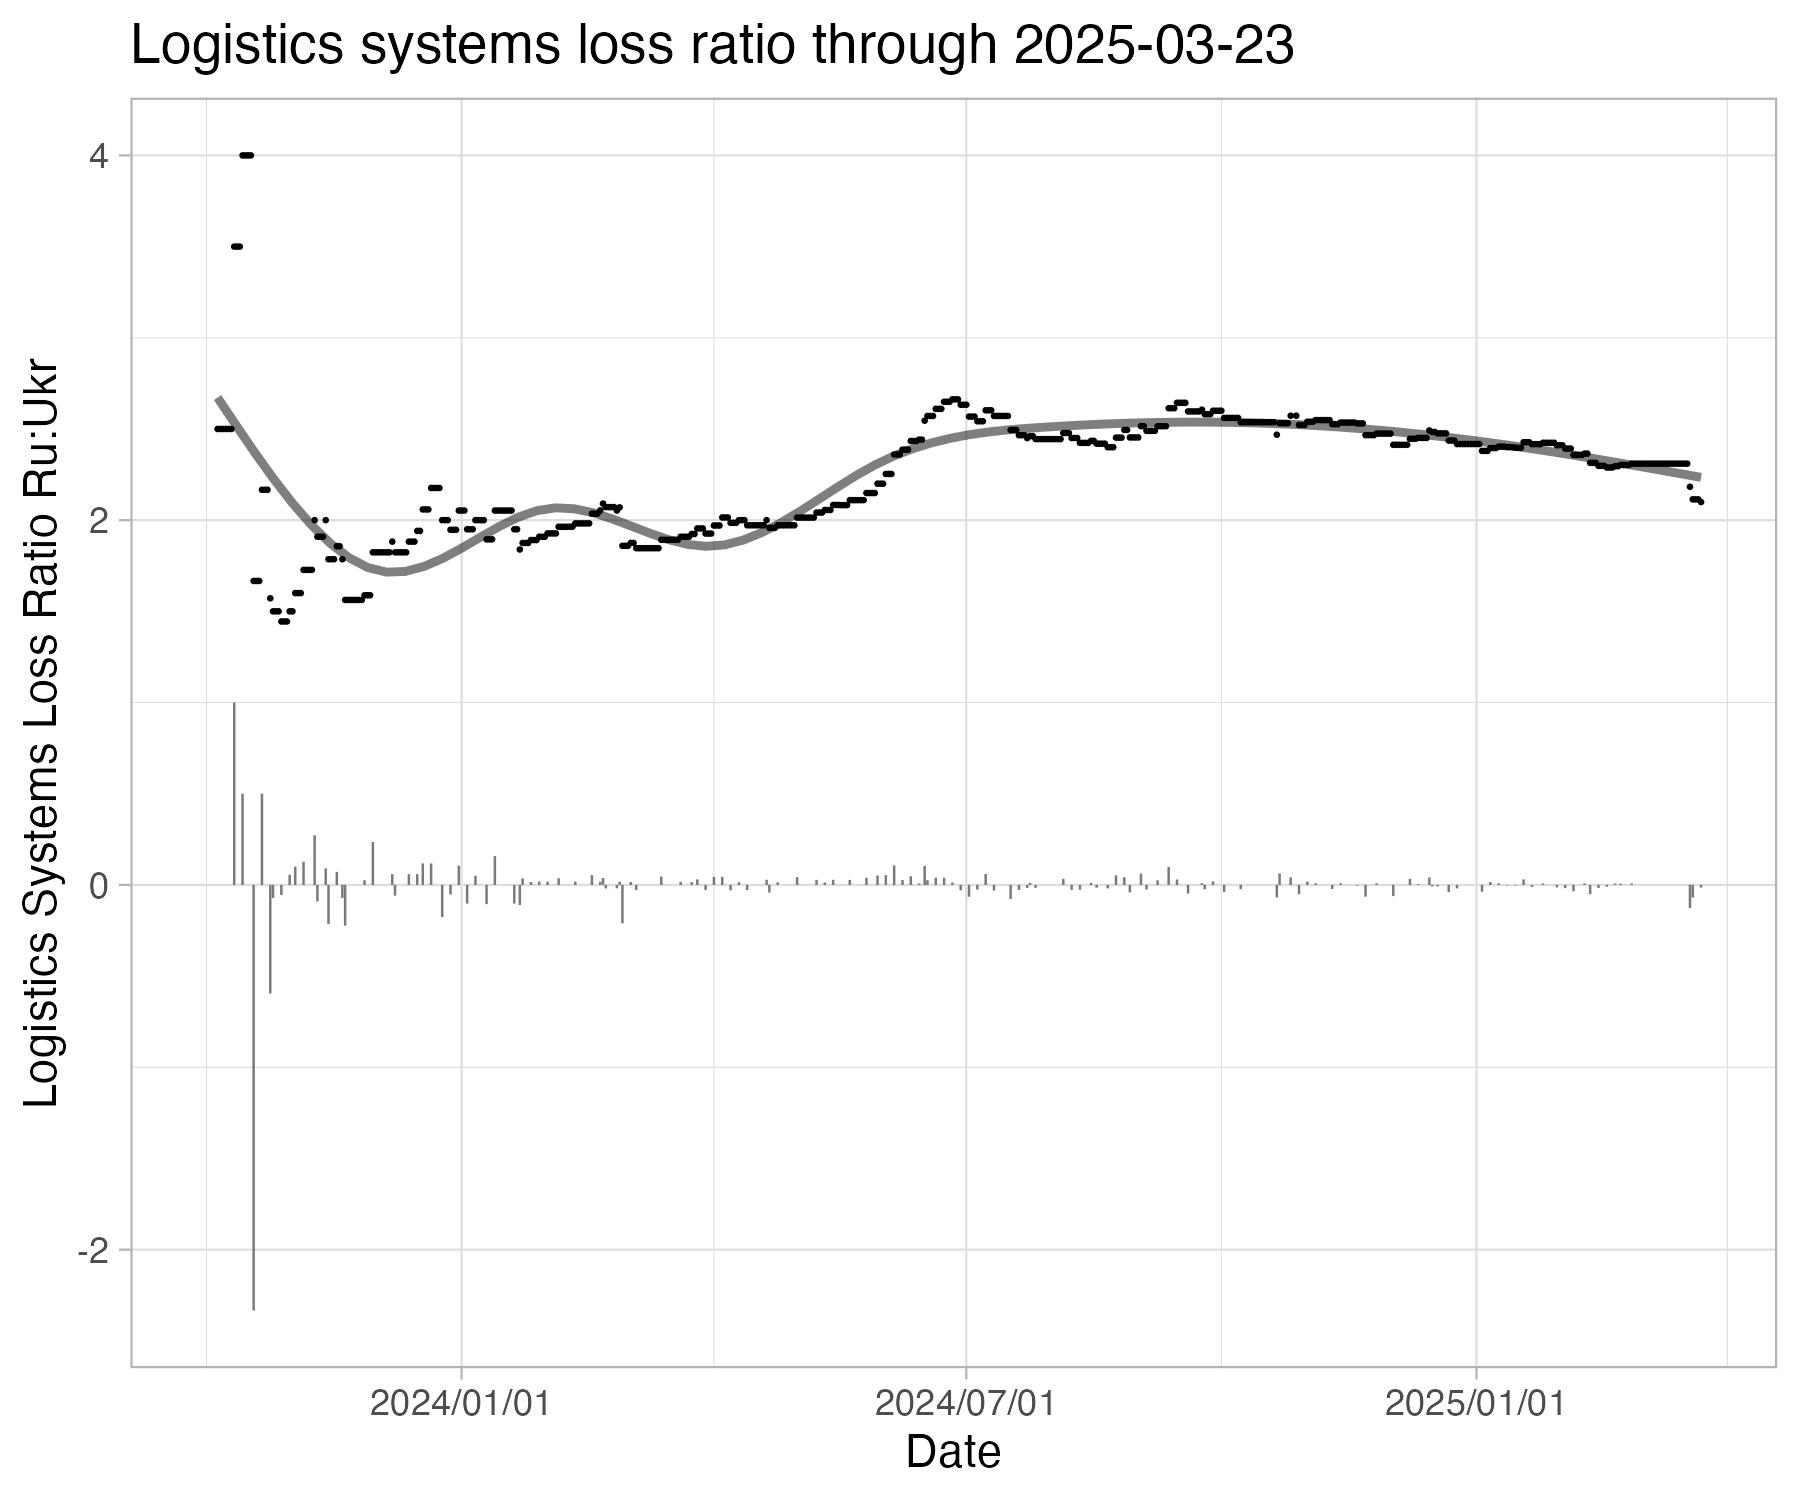 Logistics systems loss ratio through 2025-03-23
Logistics Systems Loss Ratio Ru:Ukr
4
2
0
-2
2024/01/01
2024/07/01
2025/01/01
Date